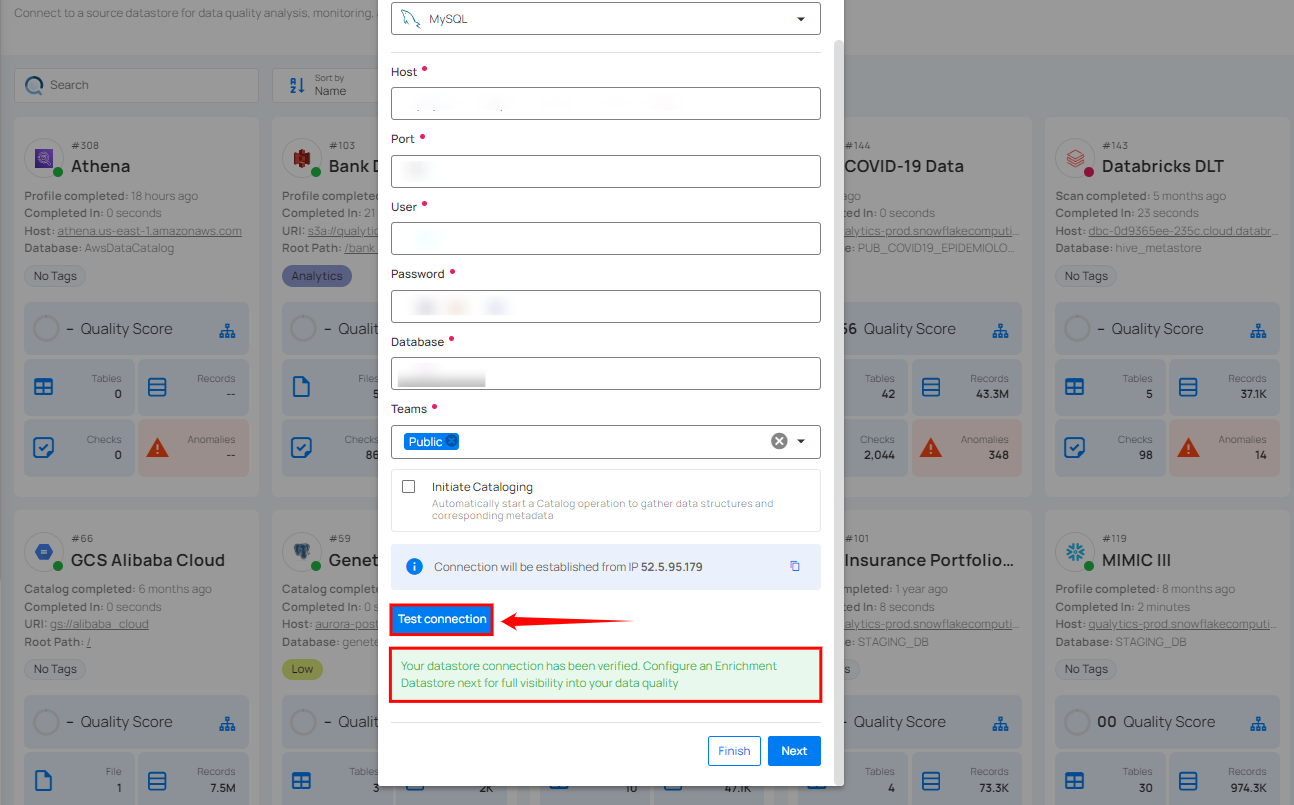 Connect to a source datastore for data quality analysis, monitoring,
MySQL
Search
Sort by
Name
Host
Port
User
Password
Database
Teams
Public
Initiate Cataloging
Automatically start a Catalog operation to gather data structures and
corresponding metadata
Connection will be established from IP 52.5.95.179
Test connection
Your datastore connection has been verified. Configure an Enrichment
Datastore next for full visibility into your data quality
Finish
Next
#308
Athena
Profile completed: 18 hours ago
Completed In: 0 seconds
Host: athena.us-east-1.amazonaws.com
Database: AwsDataCatalog
No Tags
– Quality Score
Tables
0
Records
--
Checks
0
Anomalies
--
#103
Bank D
Profile completed:
Completed In: 21
URI: s3a://qualytic
Root Path: /bank.
Analytics
– Qualit
Files
5
Checks
86
#144
COVID-19 Data
ago
ed In: 0 seconds
alytics-prod.snowflakecomputi...
e: PUB_COVID19_EPIDEMIOLO...
56 Quality Score
Tables
42
Records
43.3M
Checks
2,044
Anomalies
348
#143
Databricks DLT
Scan completed: 5 months ago
Completed In: 23 seconds
Host: dbc-0d9365ee-235c.cloud.databr...
Database: hive_metastore
No Tags
– Quality Score
Tables
5
Records
37.1K
Checks
98
Anomalies
14
#66
GCS Alibaba Cloud
Catalog completed: 6 months ago
Completed In: 0 seconds
URI: gs://alibaba_cloud
Root Path: /
No Tags
– Quality Score
File
1
Records
7.5M
#59
Genet
Catalog complete
Completed In: 0 s
Host: aurora-post
Database: genete
Low
– Qualit
Tables
3
2K
10
47.1K
#101
Insurance Portfolio...
mpleted: 1 year ago
ed In: 8 seconds
alytics-prod.snowflakecomputi...
e: STAGING_DB
s
– Quality Score
Tables
4
Records
73.3K
#119
MIMIC III
Profile completed: 8 months ago
Completed In: 2 minutes
Host: qualytics-prod.snowflakecomputi...
Database: STAGING_DB
No Tags
00 Quality Score
Tables
30
Records
974.3K